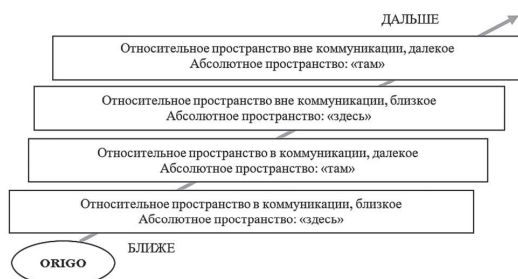 ДАЛЬШЕ
Относительное пространство вне коммуникации, далекое
Абсолютное пространство: «там»
Относительное пространство вне коммуникации, близкое
Абсолютное пространство: «здесь»
Относительное пространство в коммуникации, далекое
Абсолютное пространство: «там»
Относительное пространство в коммуникации, близкое
Абсолютное пространство: «здесь»
БЛИЖЕ
ORIGO